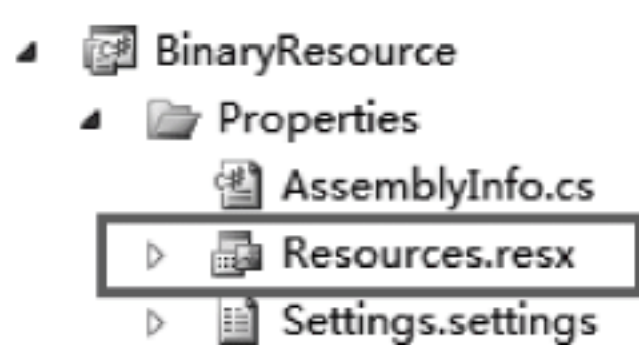 BinaryResource
Properties
AssemblyInfo.cs
Resources.resx
Settings.settings